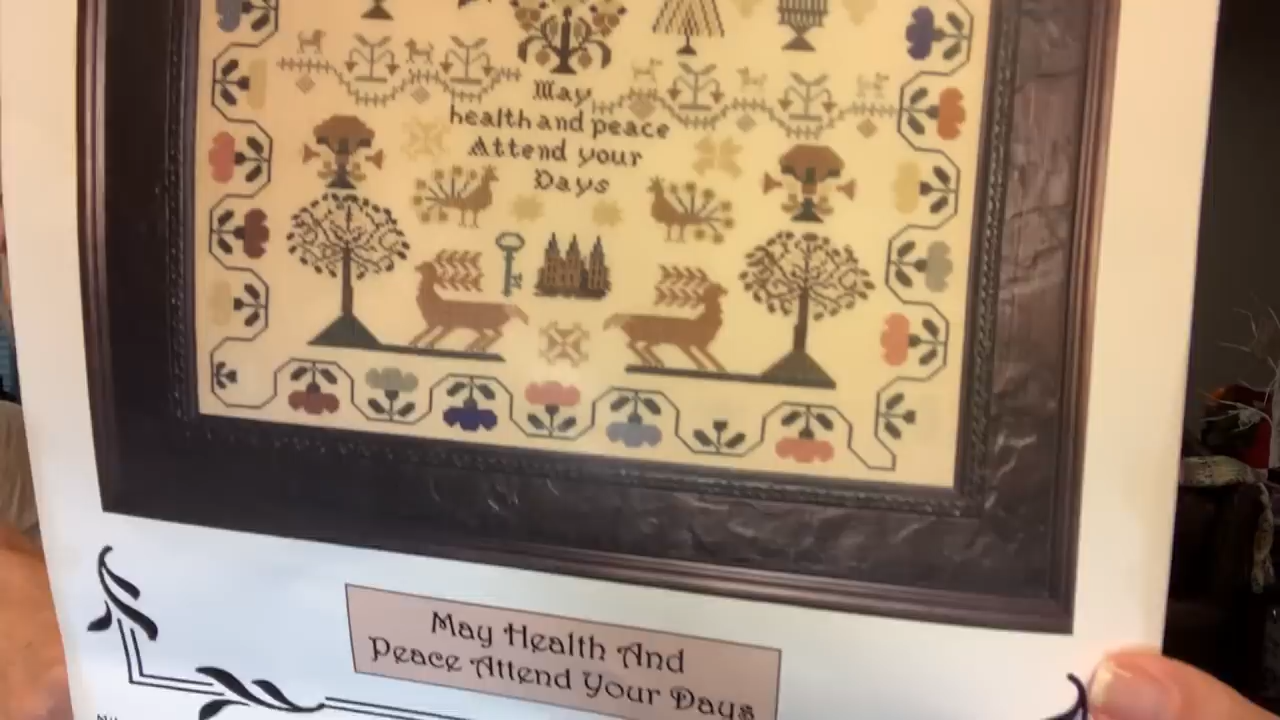 May
health and peace
Attend your
Days
May Health And
Peace Attend Your Days